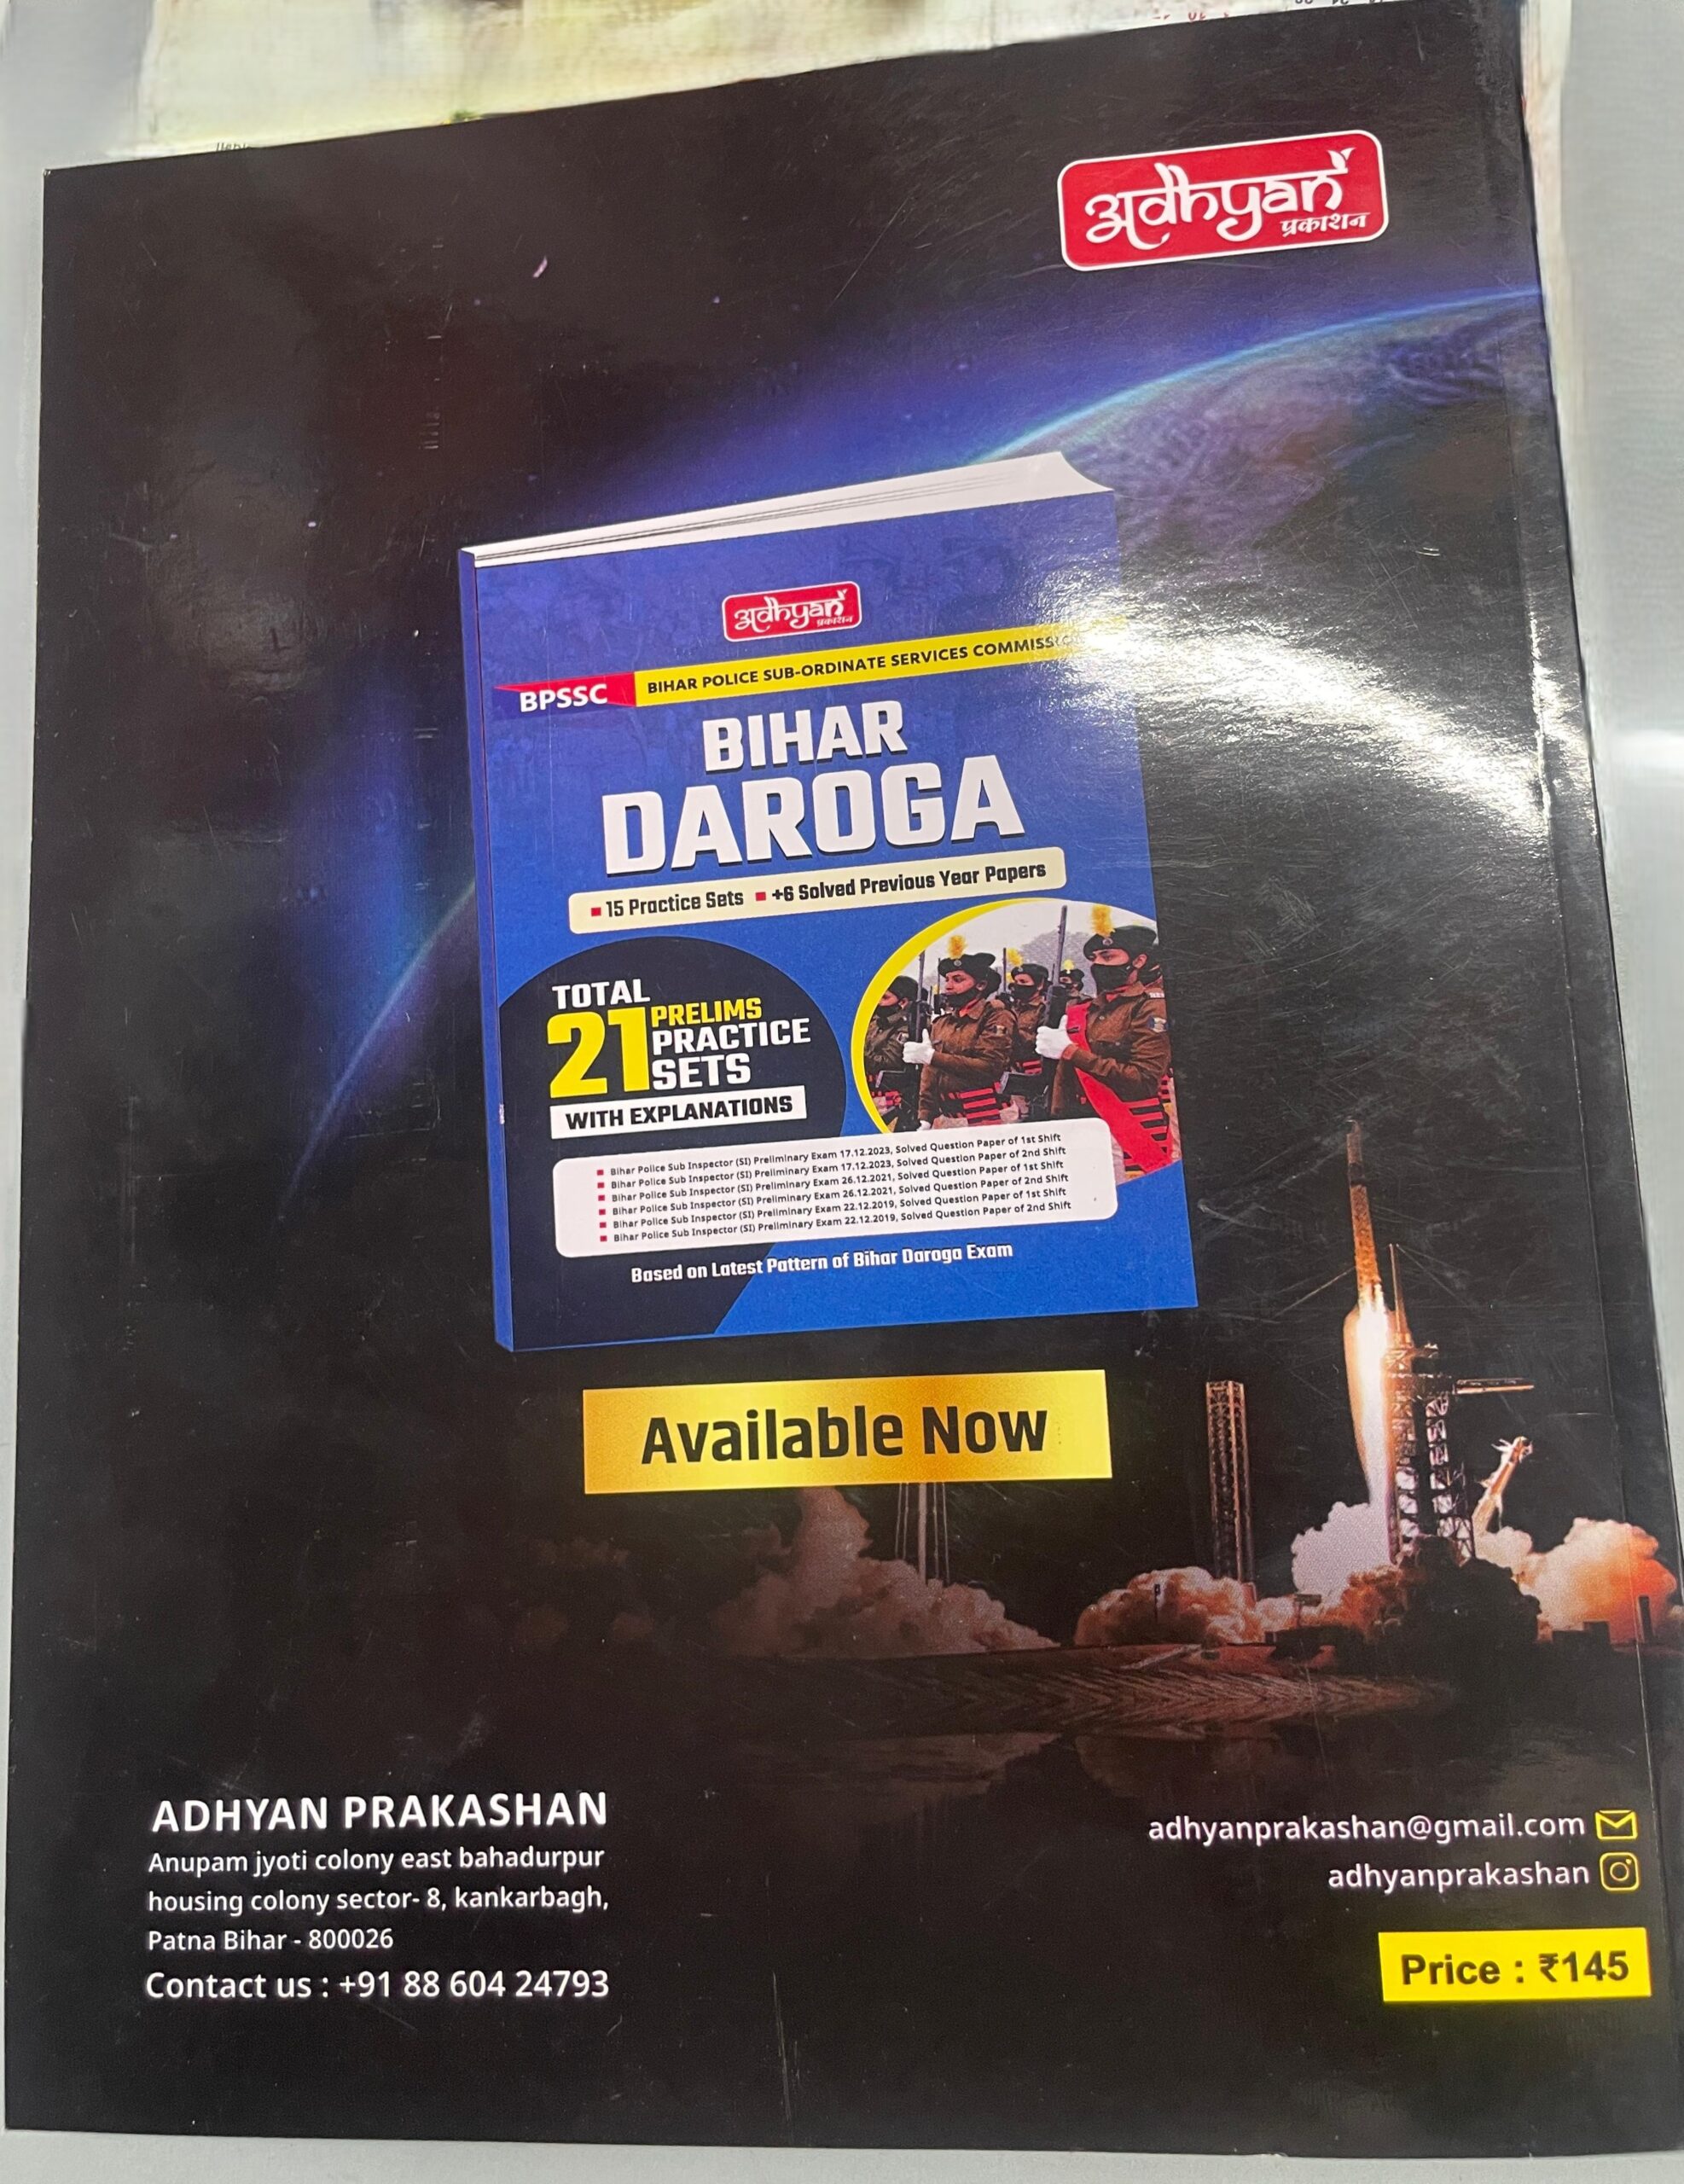 अdhyan
प्रकाशन
अdhyan
प्रकाशन
BPSSC
BIHAR POLICE SUB-ORDINATE SERVICES
BIHAR
DAROGA
▪ 15 Practice Sets ▪ +6 Solved Previous Year Papers
TOTAL
21 PRELIMS
PRACTICE
SETS
WITH EXPLANATIONS
▪ Bihar Police Sub Inspector (SI) Preliminary Exam 17.12.2023, Solved Question Paper of 1st Shift
▪ Bihar Police Sub Inspector (SI) Preliminary Exam 17.12.2023, Solved Question Paper of 2nd Shift
▪ Bihar Police Sub Inspector (SI) Preliminary Exam 26.12.2021, Solved Question Paper of 1st Shift
▪ Bihar Police Sub Inspector (SI) Preliminary Exam 26.12.2021, Solved Question Paper of 2nd Shift
▪ Bihar Police Sub Inspector (SI) Preliminary Exam 22.12.2019, Solved Question Paper of 1st Shift
▪ Bihar Police Sub Inspector (SI) Preliminary Exam 22.12.2019, Solved Question Paper of 2nd Shift
Based on Latest Pattern of Bihar Daroga Exam
Available Now
ADHYAN PRAKASHAN
Anupam jyoti colony east bahadurpur
housing colony sector- 8, kankarbagh,
Patna Bihar - 800026
Contact us : +91 88 604 24793
adhyanprakashan@gmail.com
adhyanprakashan
Price : ₹145